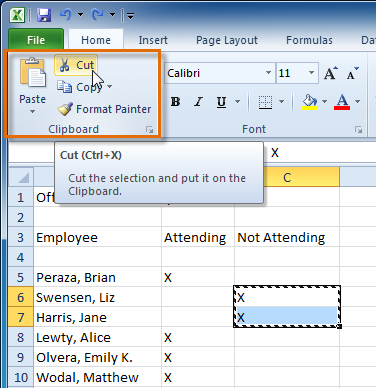 File Home Insert Page Layout Formulas
Cut
Copy
Paste
Format Painter
Clipboard
Calibri 11
B I U
Font
Cut (Ctrl+X)
Cut the selection and put it on the
Clipboard.
X
C
1
2
3 Employee Attending Not Attending
4
5 Peraza, Brian X
6 Swensen, Liz X
7 Harris, Jane X
8 Lewty, Alice X
9 Olvera, Emily K. X
10 Wodal, Matthew X